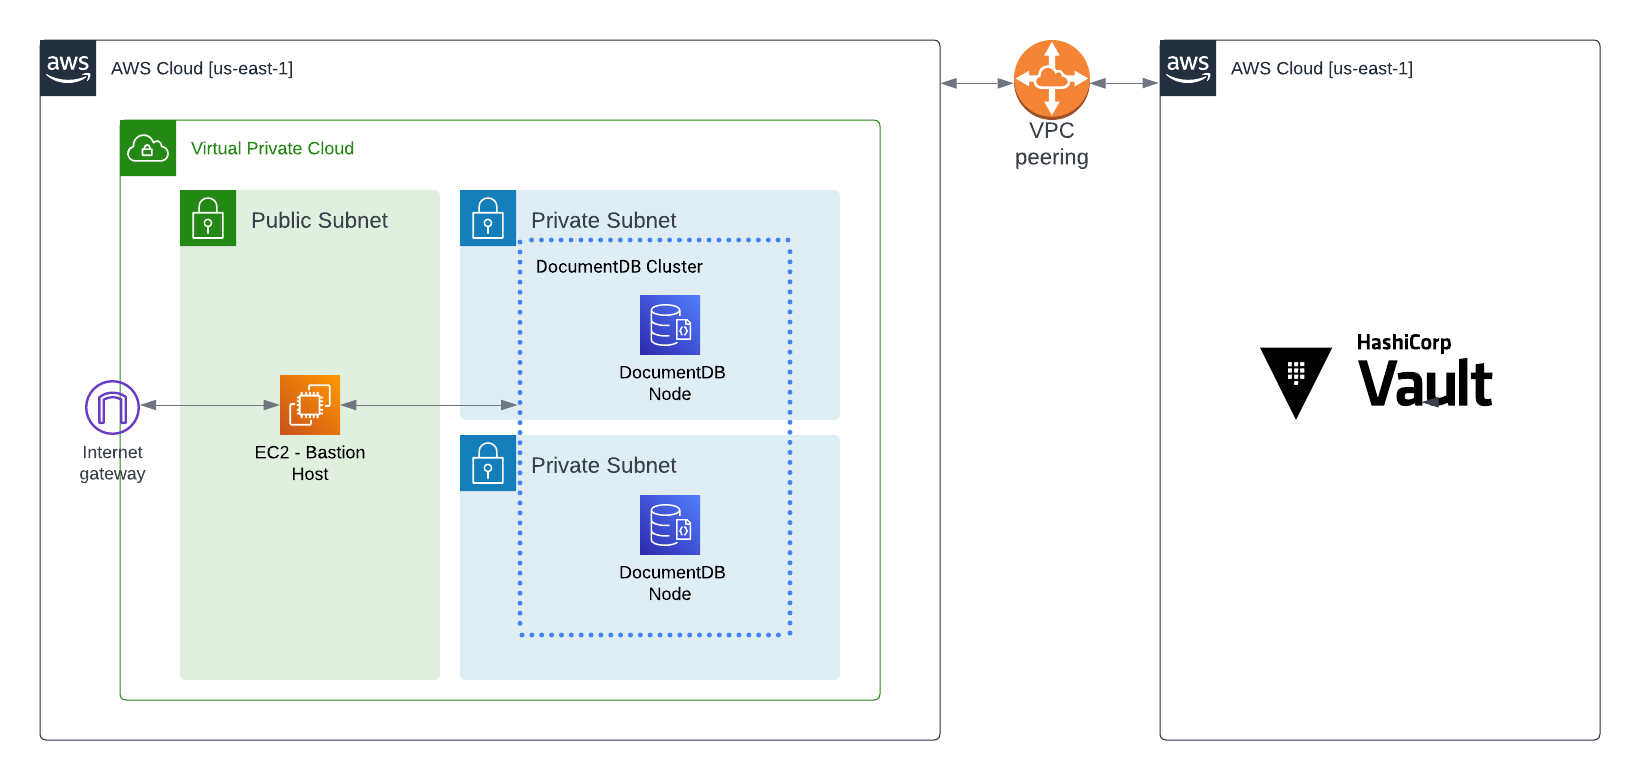 aws
AWS Cloud [us-east-1]
Virtual Private Cloud
Public Subnet
Private Subnet
DocumentDB Cluster
DocumentDB
Node
Internet
gateway
EC2 - Bastion
Host
Private Subnet
DocumentDB
Node
VPC
peering
aws
AWS Cloud [us-east-1]
HashiCorp
Vault